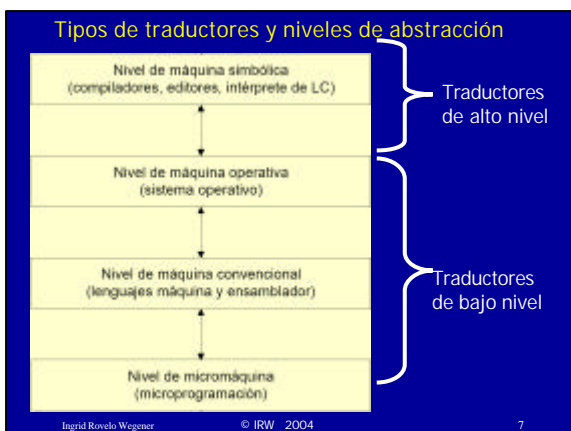 Tipos de traductores y niveles de abstracción
Nivel de máquina simbólica
(compiladores, editores, intérprete de LC)
Traductores
de alto nivel
Nivel de máquina operativa
(sistema operativo)
Nivel de máquina convencional
(lenguajes máquina y ensamblador)
Traductores
de bajo nivel
Nivel de micromáquina
(microprogramación)
Ingrid Rovelo Wegener © IRW 2004 7